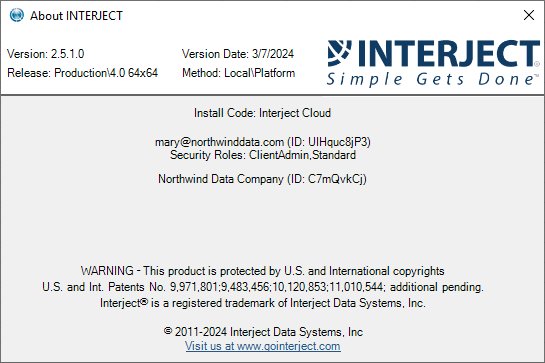 About INTERJECT
Version: 2.5.1.0
Version Date: 3/7/2024
Release: Production\4.0 64x64
Method: Local\Platform
INTERJECT
Simple Gets Done™
Install Code: Interject Cloud
mary@northwinddata.com (ID: UIHquc8jP3)
Security Roles: ClientAdmin,Standard
Northwind Data Company (ID: C7mQvkCj)
WARNING - This product is protected by U.S. and International copyrights
U.S. and Int. Patents No. 9,971,801;9,483,456;10,120,853;11,010,544; additional pending.
Interject® is a registered trademark of Interject Data Systems, Inc.
© 2011-2024 Interject Data Systems, Inc
Visit us at www.gointerject.com